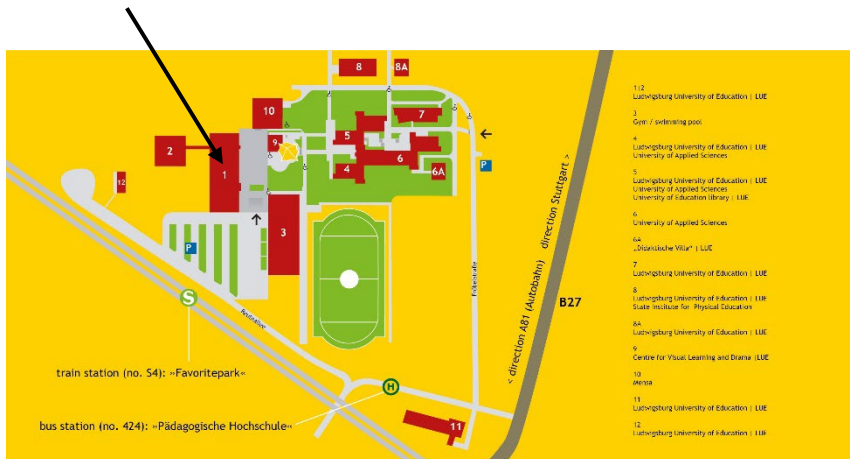 8
8A
10
7
9
5
2
6
1
4
6A
P
12
3
P
S
Reuteallee
Fröbelstraße
< direction A81 (Autobahn)    direction Stuttgart >
B27
train station (no. S4): »Favoritepark«
H
bus station (no. 424): »Pädagogische Hochschule«
11
1|2
Ludwigsburg University of Education | LUE
3
Gym / swimming pool
4
Ludwigsburg University of Education | LUE
University of Applied Sciences
5
Ludwigsburg University of Education | LUE
University of Applied Sciences
University of Education library | LUE
6
University of Applied Sciences
6A
„Didaktische Villa“ | LUE
7
Ludwigsburg University of Education | LUE
8
Ludwigsburg University of Education | LUE
State Institute for Physical Education
8A
Ludwigsburg University of Education | LUE
9
Centre for Visual Learning and Drama |LUE
10
Mensa
11
Ludwigsburg University of Education | LUE
12
Ludwigsburg University of Education | LUE